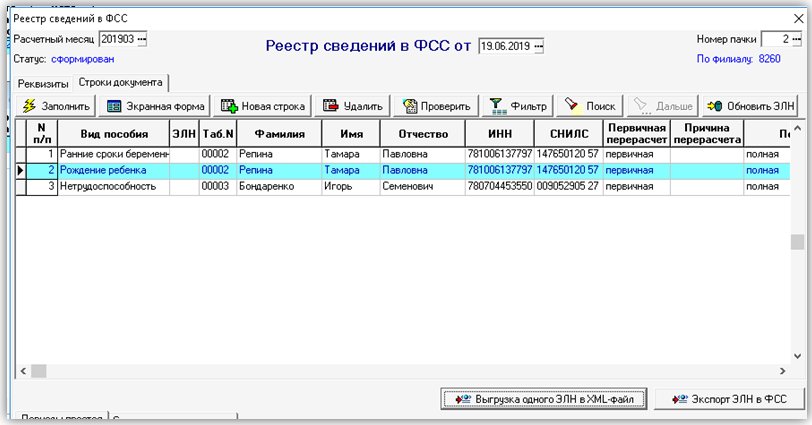 Реестр сведений в ФСС
Расчетный месяц 201903 ...
Реестр сведений в ФСС от 19.06.2019 ...
Номер пачки 2 ...
Статус: сформирован
По филиалу: 8260
Реквизиты Строки документа
Заполнить Экранная форма Новая строка Удалить Проверить Фильтр Поиск Дальше Обновить ЭЛН
N п/п Вид пособия ЭЛН Таб.N Фамилия Имя Отчество ИНН СНИЛС Первичная перерасчет Причина перерасчета
1 Ранние сроки беременн 00002 Репина Тамара Павловна 781006137797 147650120 57 первичная полная
2 Рождение ребенка 00002 Репина Тамара Павловна 781006137797 147650120 57 первичная полная
3 Нетрудоспособность 00003 Бондаренко Игорь Семенович 780704453550 009052905 27 первичная полная
Выгрузка одного ЭЛН в XML-файл Экспорт ЭЛН в ФСС